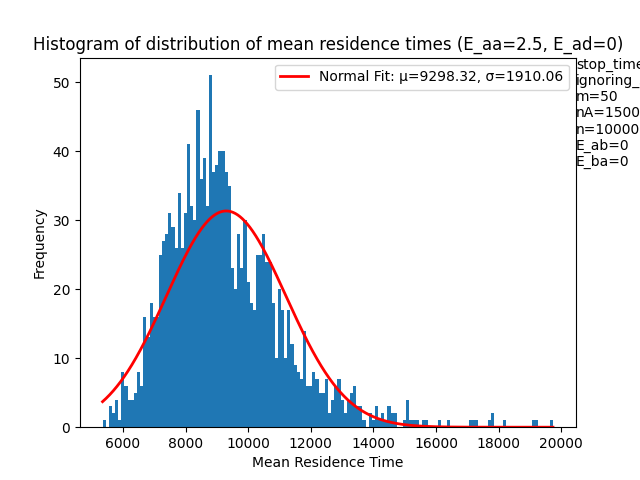 Histogram of distribution of mean residence times (E_aa=2.5, E_ad=0)
Normal Fit: μ=9298.32, σ=1910.06
stop_time
ignoring_
m=50
nA=1500
n=10000
E_ab=0
E_ba=0
50
40
30
20
10
0
Frequency
6000 8000 10000 12000 14000 16000 18000 20000
Mean Residence Time